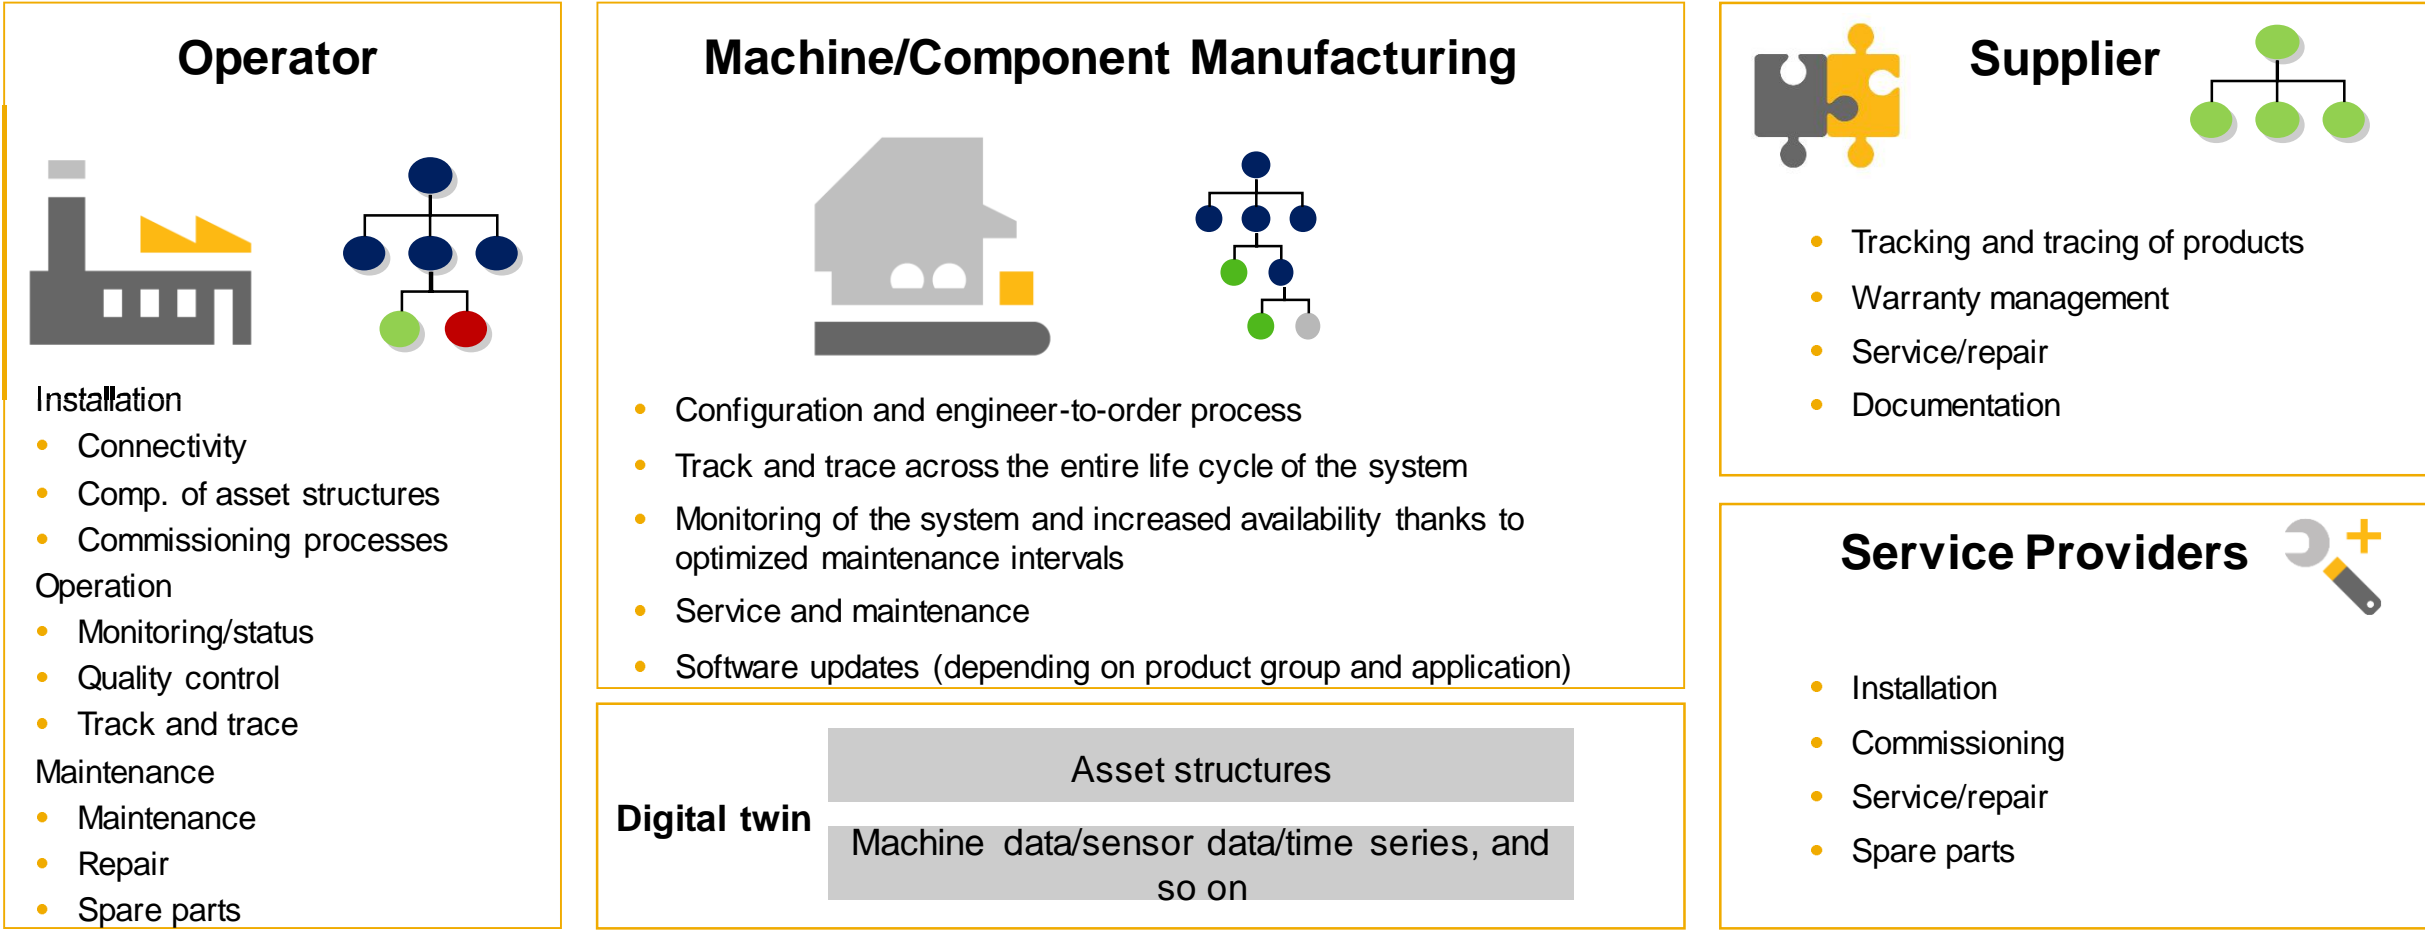 Operator
Installation
Connectivity
Comp. of asset structures
Commissioning processes
Operation
Monitoring/status
Quality control
Track and trace
Maintenance
Maintenance
Repair
Spare parts
Machine/Component Manufacturing
Configuration and engineer-to-order process
Track and trace across the entire life cycle of the system
Monitoring of the system and increased availability thanks to
optimized maintenance intervals
Service and maintenance
Software updates (depending on product group and application)
Digital twin
Asset structures
Machine data/sensor data/time series, and
so on
Supplier
Tracking and tracing of products
Warranty management
Service/repair
Documentation
Service Providers
Installation
Commissioning
Service/repair
Spare parts